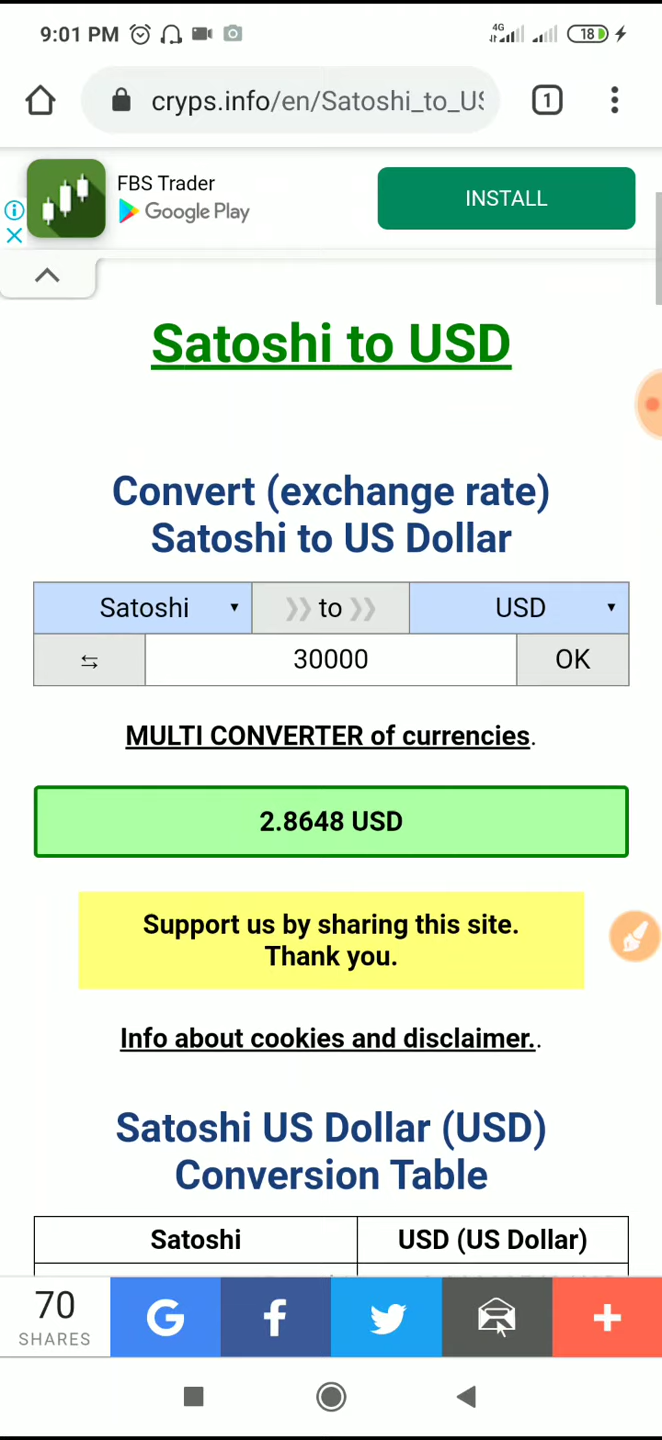 9:01 PM
4G
18
cryps.info/en/Satoshi_to_US
1
FBS Trader
Google Play
INSTALL
Satoshi to USD
Convert (exchange rate)
Satoshi to US Dollar
Satoshi to USD
30000 OK
MULTI CONVERTER of currencies.
2.8648 USD
Support us by sharing this site.
Thank you.
Info about cookies and disclaimer..
Satoshi US Dollar (USD)
Conversion Table
Satoshi USD (US Dollar)
70
SHARES